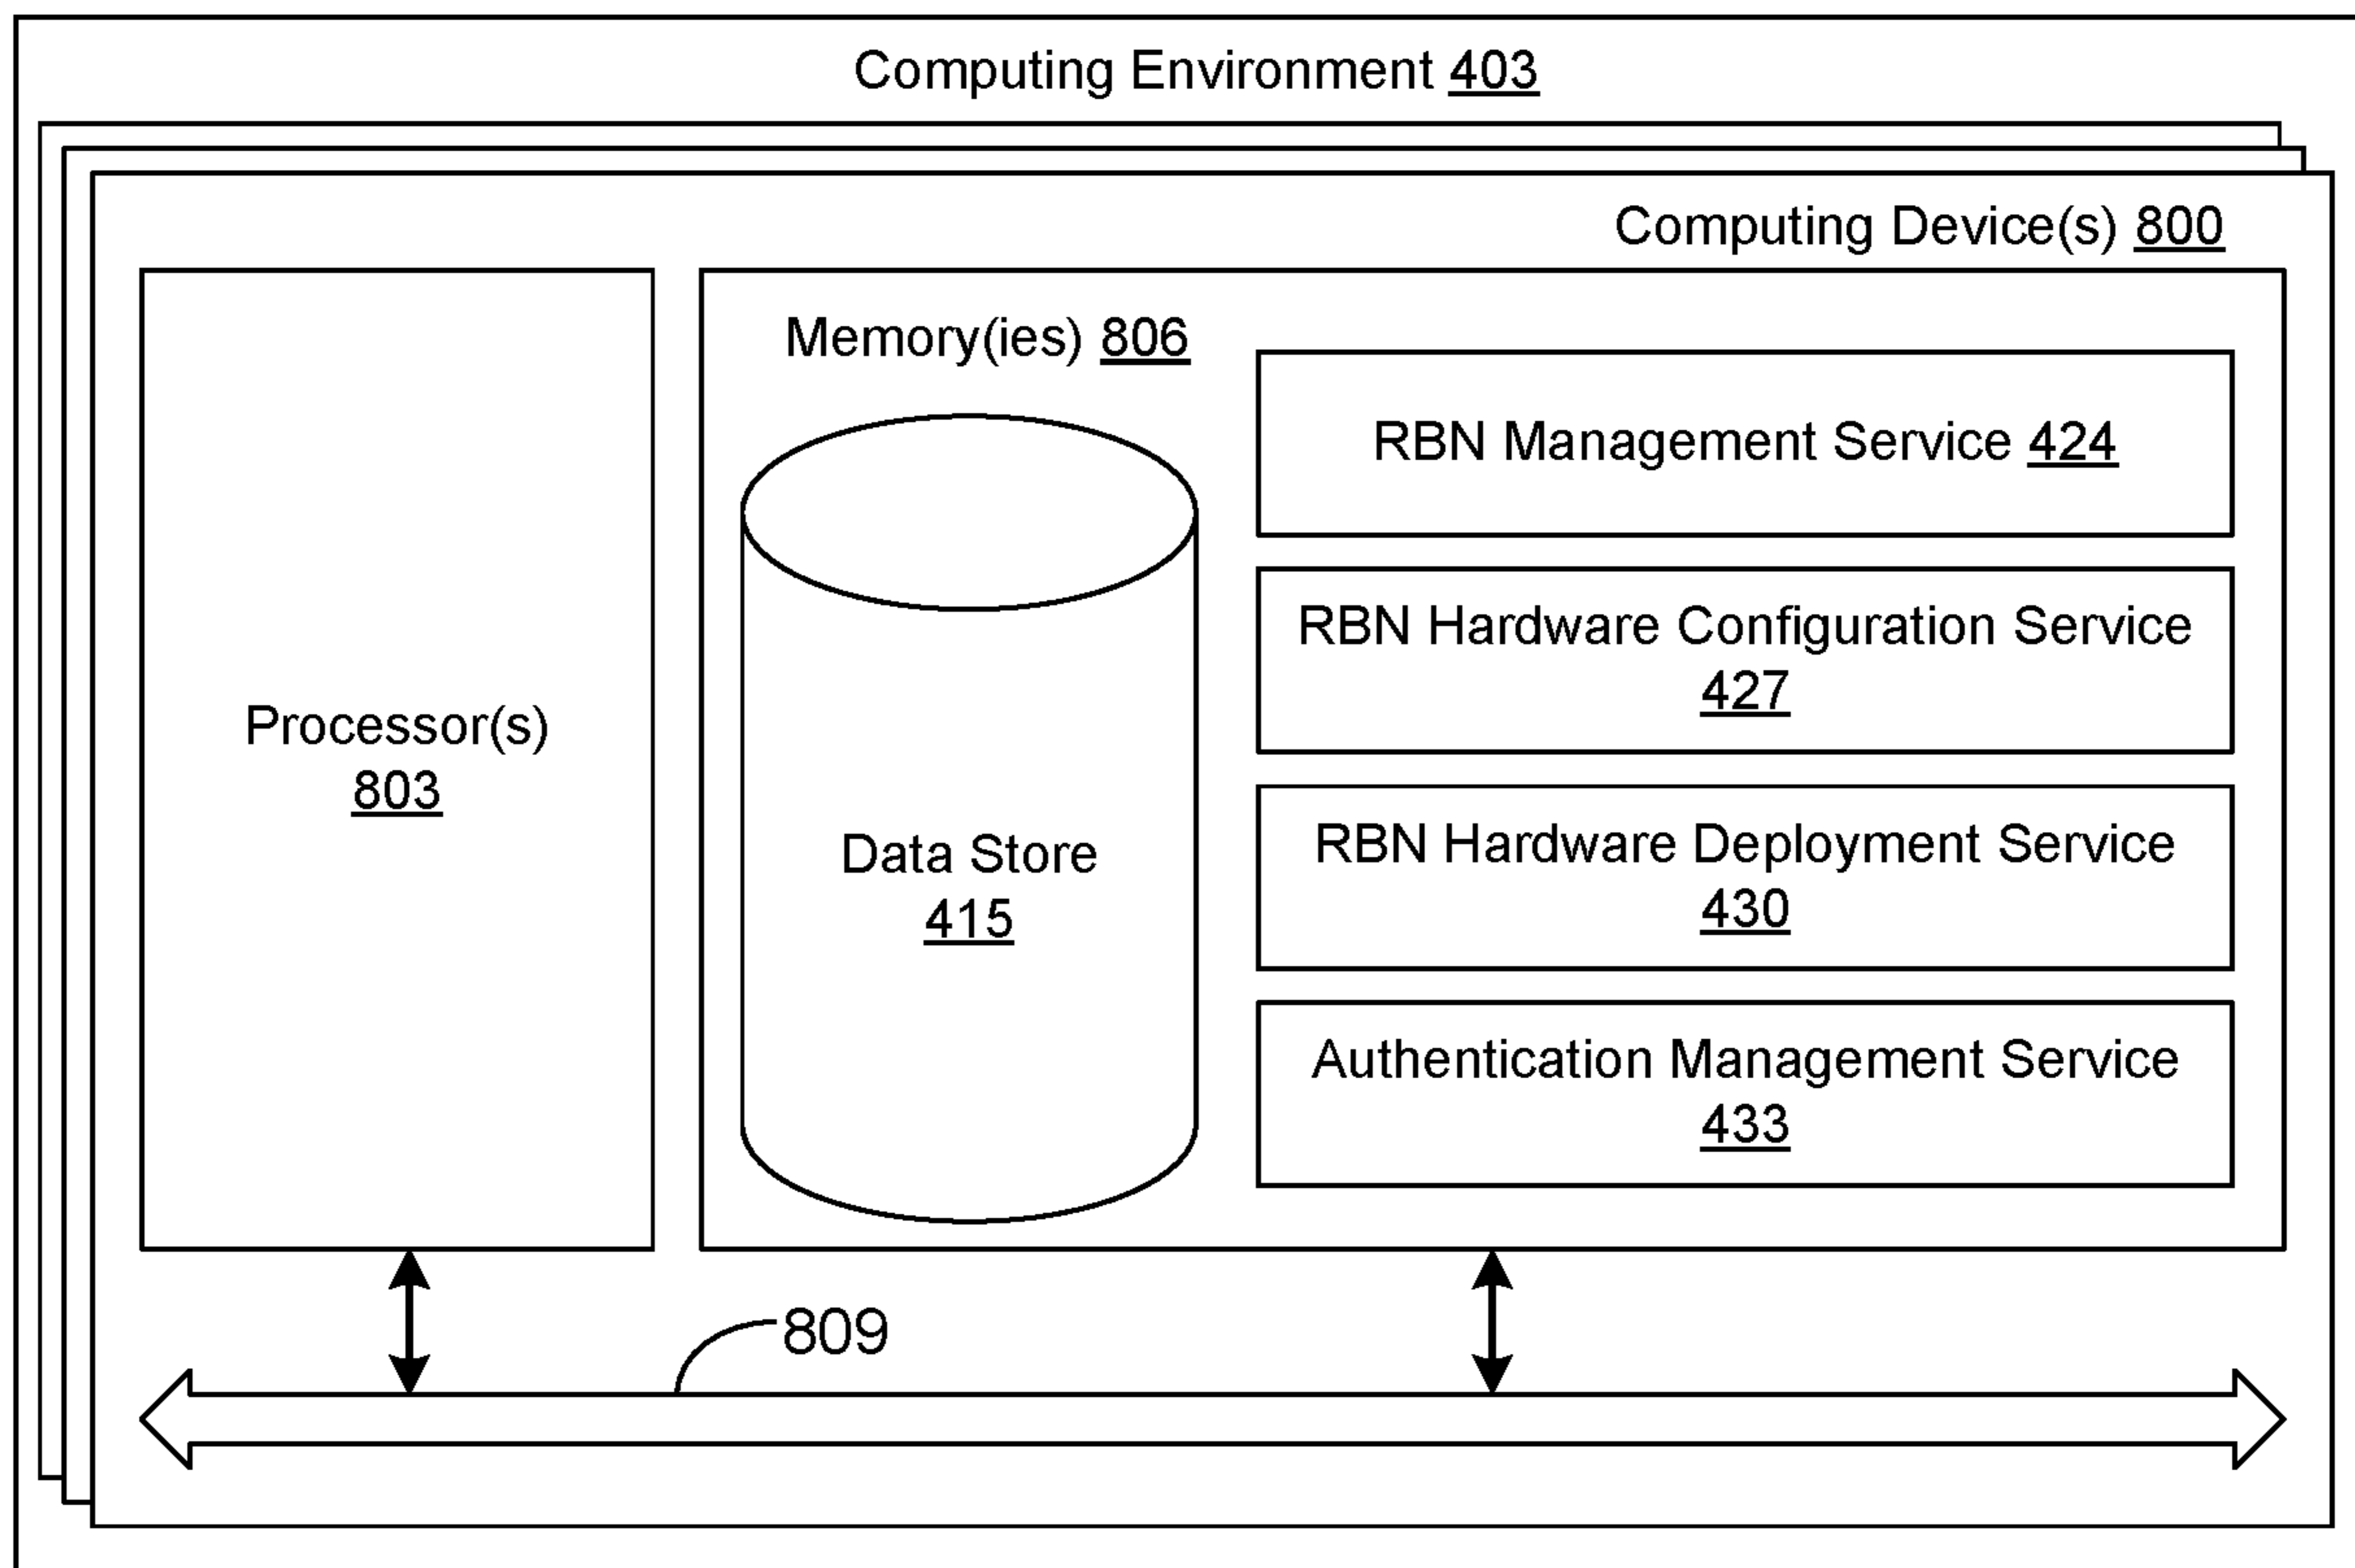 Computing Environment 403
Computing Device(s) 800
Processor(s)
803
Memory(ies) 806
Data Store
415
RBN Management Service 424
RBN Hardware Configuration Service
427
RBN Hardware Deployment Service
430
Authentication Management Service
433
809